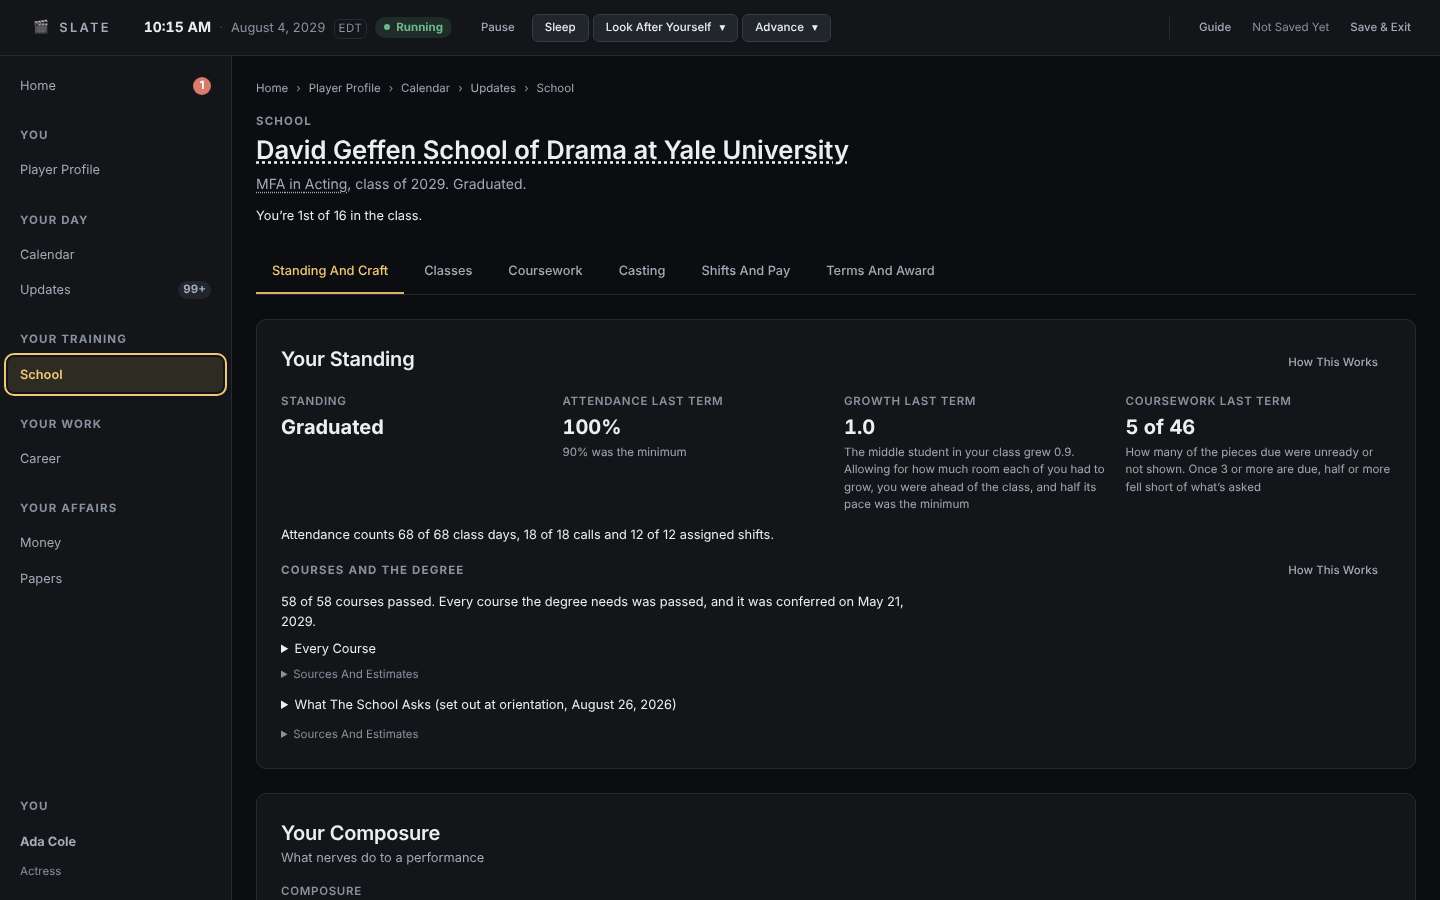 SLATE
10:15 AM · August 4, 2029 EDT Running
Pause
Sleep
Look After Yourself ▾
Advance ▾
Guide
Not Saved Yet
Save & Exit
Home 1
YOU
Player Profile
YOUR DAY
Calendar
Updates 99+
YOUR TRAINING
School
YOUR WORK
Career
YOUR AFFAIRS
Money
Papers
YOU
Ada Cole
Actress
Home › Player Profile › Calendar › Updates › School
SCHOOL
David Geffen School of Drama at Yale University
MFA in Acting, class of 2029. Graduated.
You’re 1st of 16 in the class.
Standing And Craft
Classes
Coursework
Casting
Shifts And Pay
Terms And Award
Your Standing
How This Works
STANDING
Graduated
ATTENDANCE LAST TERM
100%
90% was the minimum
GROWTH LAST TERM
1.0
The middle student in your class grew 0.9.
Allowing for how much room each of you had to
grow, you were ahead of the class, and half its
pace was the minimum
COURSEWORK LAST TERM
5 of 46
How many of the pieces due were unready or
not shown. Once 3 or more are due, half or more
fell short of what’s asked
Attendance counts 68 of 68 class days, 18 of 18 calls and 12 of 12 assigned shifts.
COURSES AND THE DEGREE
How This Works
58 of 58 courses passed. Every course the degree needs was passed, and it was conferred on May 21,
2029.
Every Course
Sources And Estimates
What The School Asks (set out at orientation, August 26, 2026)
Sources And Estimates
Your Composure
What nerves do to a performance
COMPOSURE